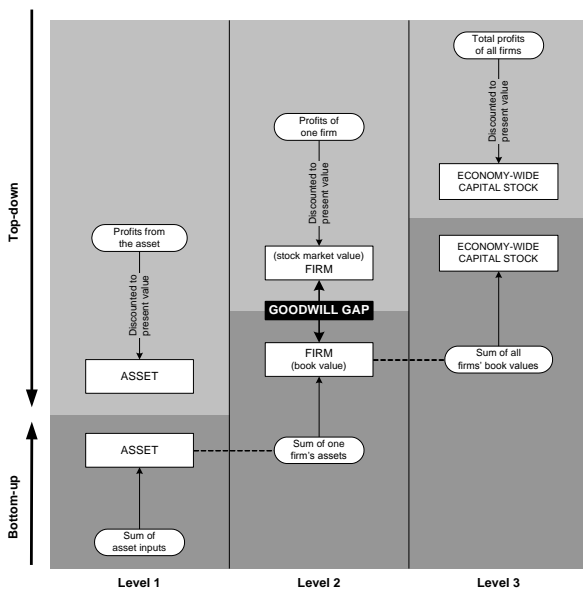 Top-down
Bottom-up
Profits from
the asset
Discounted to
present value
ASSET
ASSET
Sum of
asset inputs
Level 1
Profits of
one firm
Discounted to
present value
(stock market value)
FIRM
GOODWILL GAP
FIRM
(book value)
Sum of one
firm's assets
Level 2
Total profits
of all firms
Discounted to
present value
ECONOMY-WIDE
CAPITAL STOCK
ECONOMY-WIDE
CAPITAL STOCK
Sum of all
firms' book values
Level 3